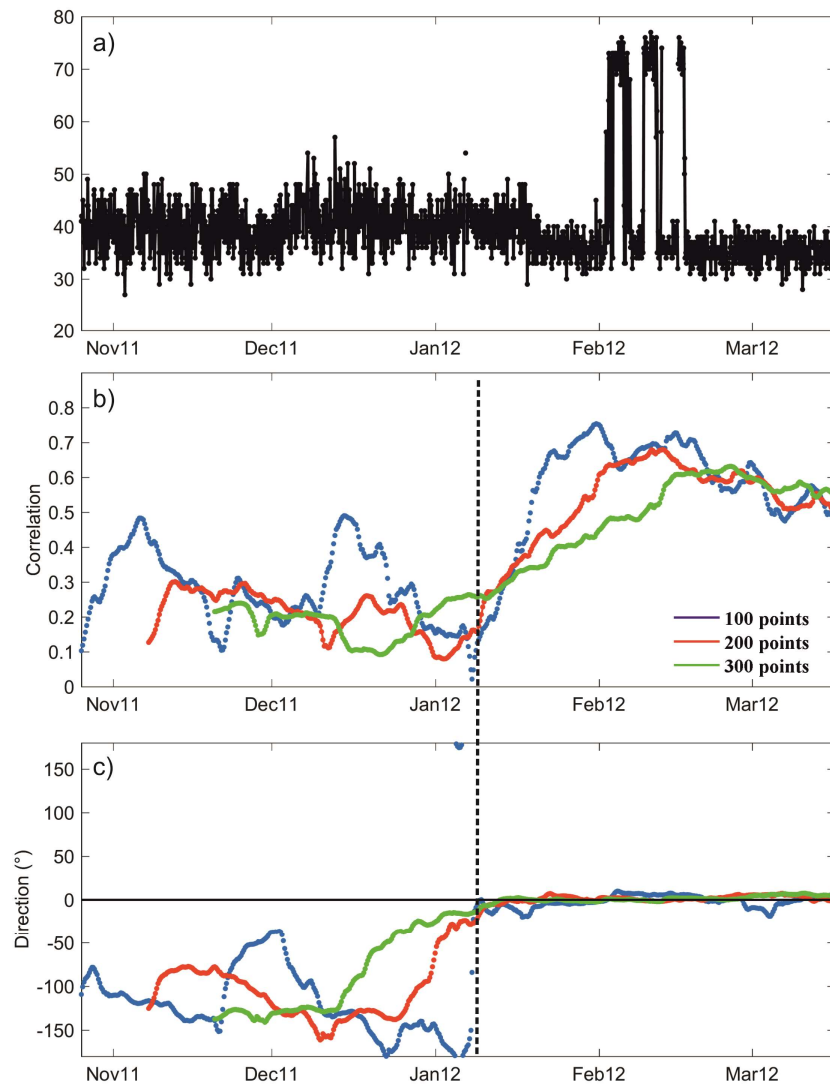 a)
80
70
60
50
40
30
20
Nov11 Dec11 Jan12 Feb12 Mar12
b)
Correlation
0.8
0.7
0.6
0.5
0.4
0.3
0.2
0.1
0
100 points
200 points
300 points
Nov11 Dec11 Jan12 Feb12 Mar12
c)
Direction (°)
150
100
50
0
-50
-100
-150
Nov11 Dec11 Jan12 Feb12 Mar12